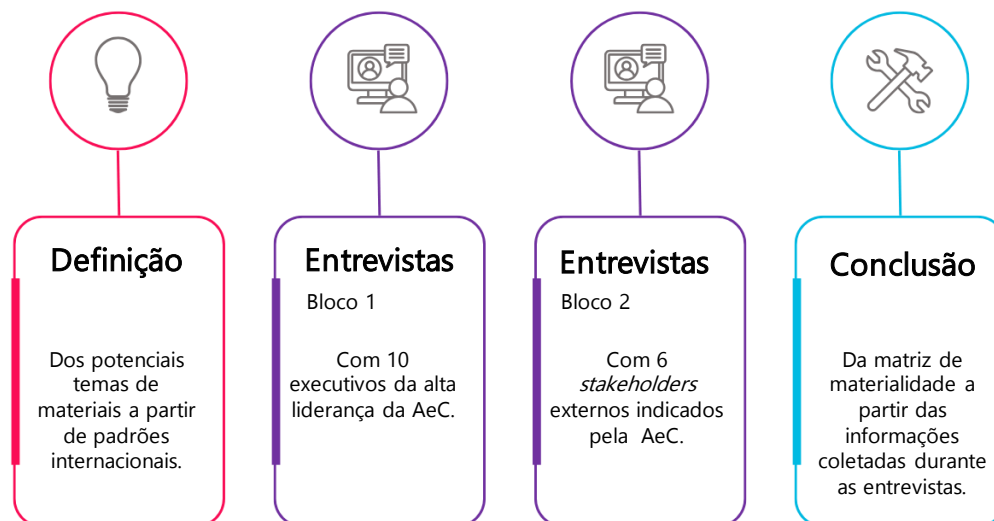 Definição
Dos potenciais
temas de
materiais a partir
de padrões
internacionais.
Entrevistas
Bloco 1
Com 10
executivos da alta
liderança da AeC.
Entrevistas
Bloco 2
Com 6
stakeholders
externos indicados
pela AeC.
Conclusão
Da matriz de
materialidade a
partir das
informações
coletadas durante
as entrevistas.